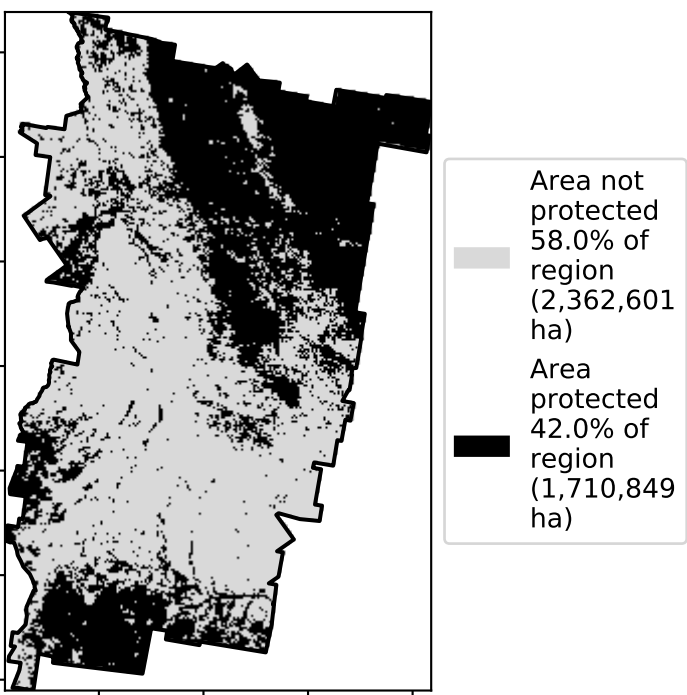 Area not
protected
58.0% of
region
(2,362,601
ha)
Area
protected
42.0% of
region
(1,710,849
ha)